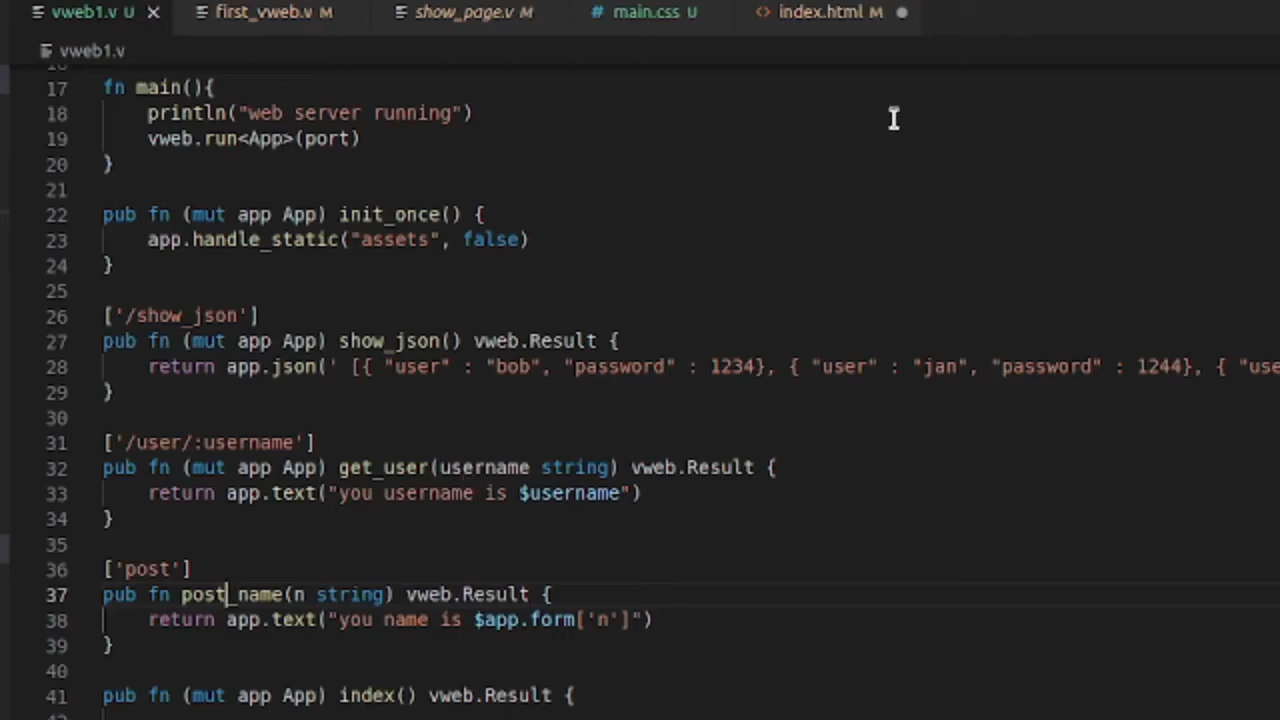 vweb1.v U first_vweb.v M show_page.v M # main.css U <> index.html M
vweb1.v
17 fn main(){
18 println("web server running")
19 vweb.run<App>(port)
20 }
21
22 pub fn (mut app App) init_once() {
23 app.handle_static("assets", false)
24 }
25
26 ['/show_json']
27 pub fn (mut app App) show_json() vweb.Result {
28 return app.json(' [{ "user" : "bob", "password" : 1234}, { "user" : "jan", "password" : 1244}, { "use
29 }
30
31 ['/user/:username']
32 pub fn (mut app App) get_user(username string) vweb.Result {
33 return app.text("you username is $username")
34 }
35
36 ['post']
37 pub fn post_name(n string) vweb.Result {
38 return app.text("you name is $app.form['n']")
39 }
40
41 pub fn (mut app App) index() vweb.Result {